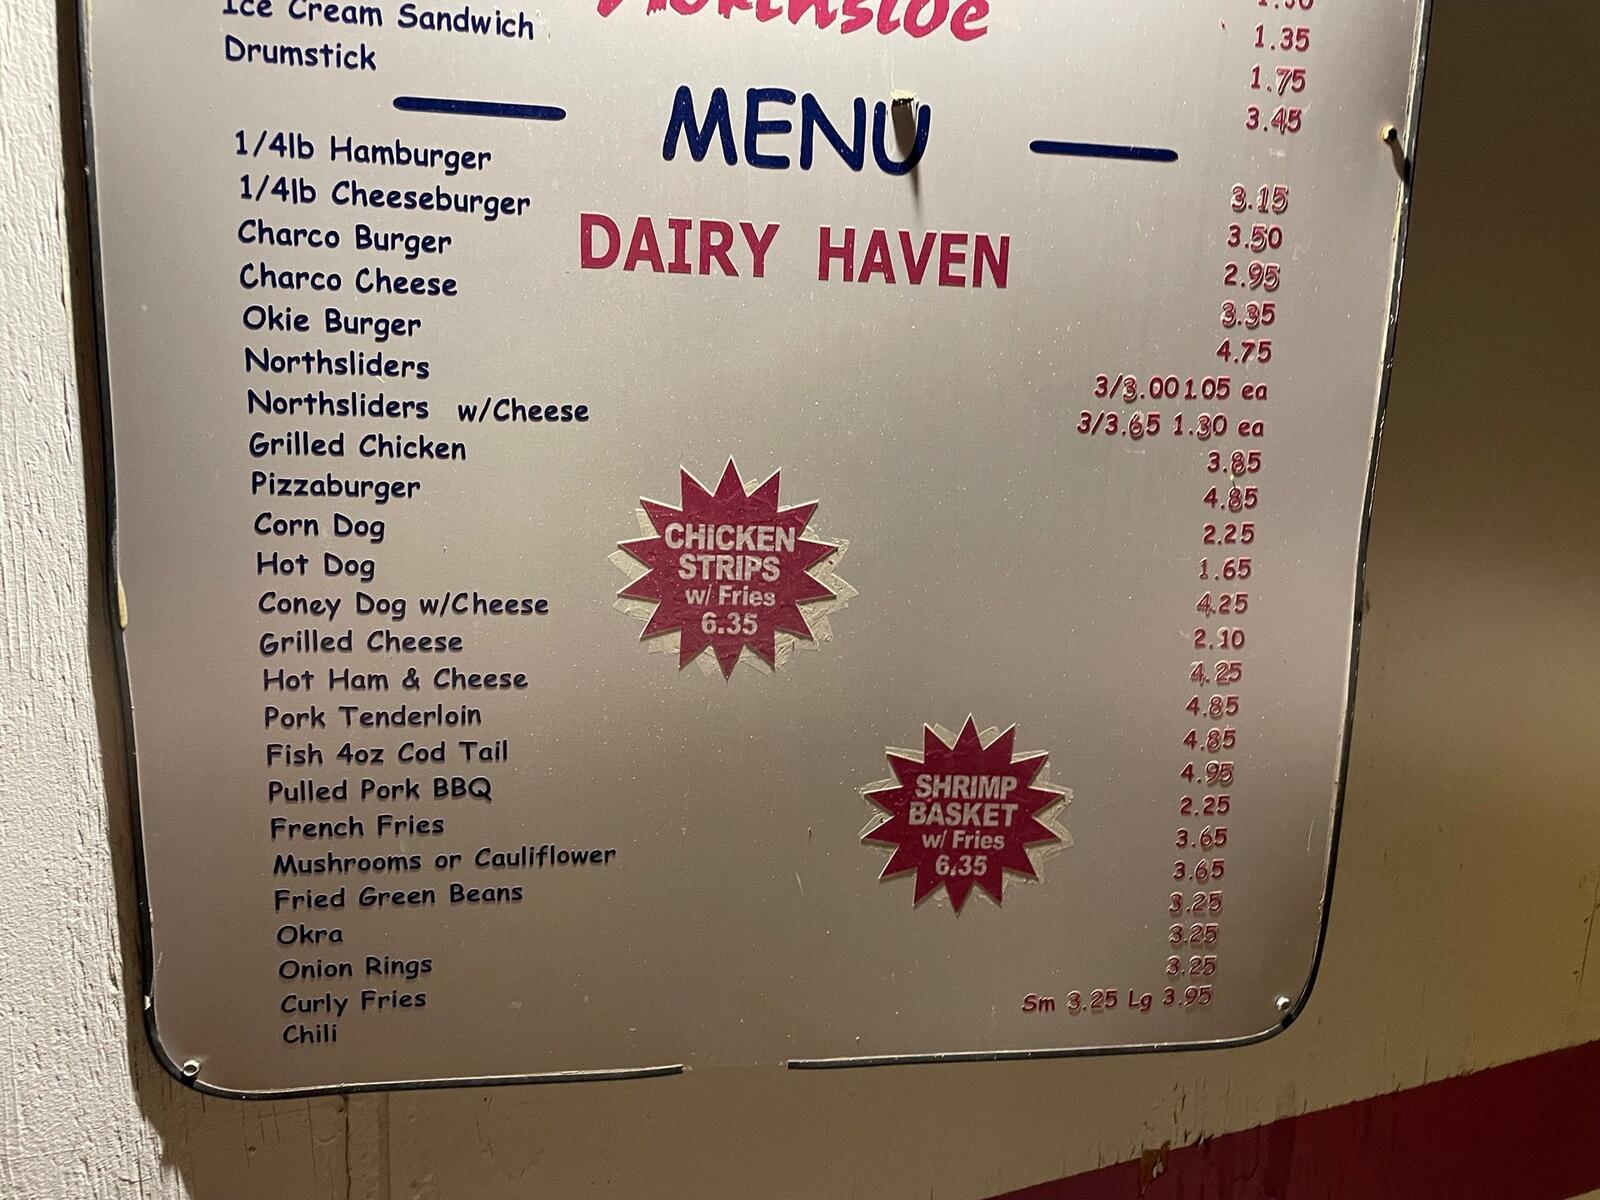 Northside
1.35
Ice Cream Sandwich 1.75
Drumstick 3.45
MENU
DAIRY HAVEN
1/4lb Hamburger 3.15
1/4lb Cheeseburger 3.50
Charco Burger 2.95
Charco Cheese 3.35
Okie Burger 4.75
Northsliders 3/3.00 1.05 ea
Northsliders w/Cheese 3/3.65 1.30 ea
Grilled Chicken 3.85
Pizzaburger 4.85
Corn Dog 2.25
Hot Dog 1.65
Coney Dog w/Cheese 4.25
Grilled Cheese 2.10
Hot Ham & Cheese 4.25
Pork Tenderloin 4.85
Fish 4oz Cod Tail 4.85
Pulled Pork BBQ 4.95
French Fries 2.25
Mushrooms or Cauliflower 3.65
Fried Green Beans 3.65
Okra 3.25
Onion Rings 3.25
Curly Fries 3.25
Chili Sm 3.25 Lg 3.95
CHICKEN
STRIPS
w/ Fries
6.35
SHRIMP
BASKET
w/ Fries
6.35